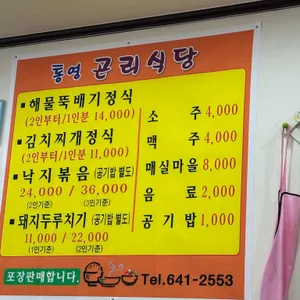 통영 곤리식당
▪ 해물뚝배기정식
(2인부터/1인분 14,000)
▪ 김치찌개정식
(2인부터/1인분 11,000)
▪ 낙지볶음 (공기밥 별도)
24,000 / 36,000
(2인기준) (3인기준)
▪ 돼지두루치기 (공기밥 별도)
11,000 / 22,000
(1인기준) (2인기준)
소 주 4,000
맥 주 4,000
매실마을 8,000
음 료 2,000
공 기 밥 1,000
포장판매합니다.
Tel.641-2553